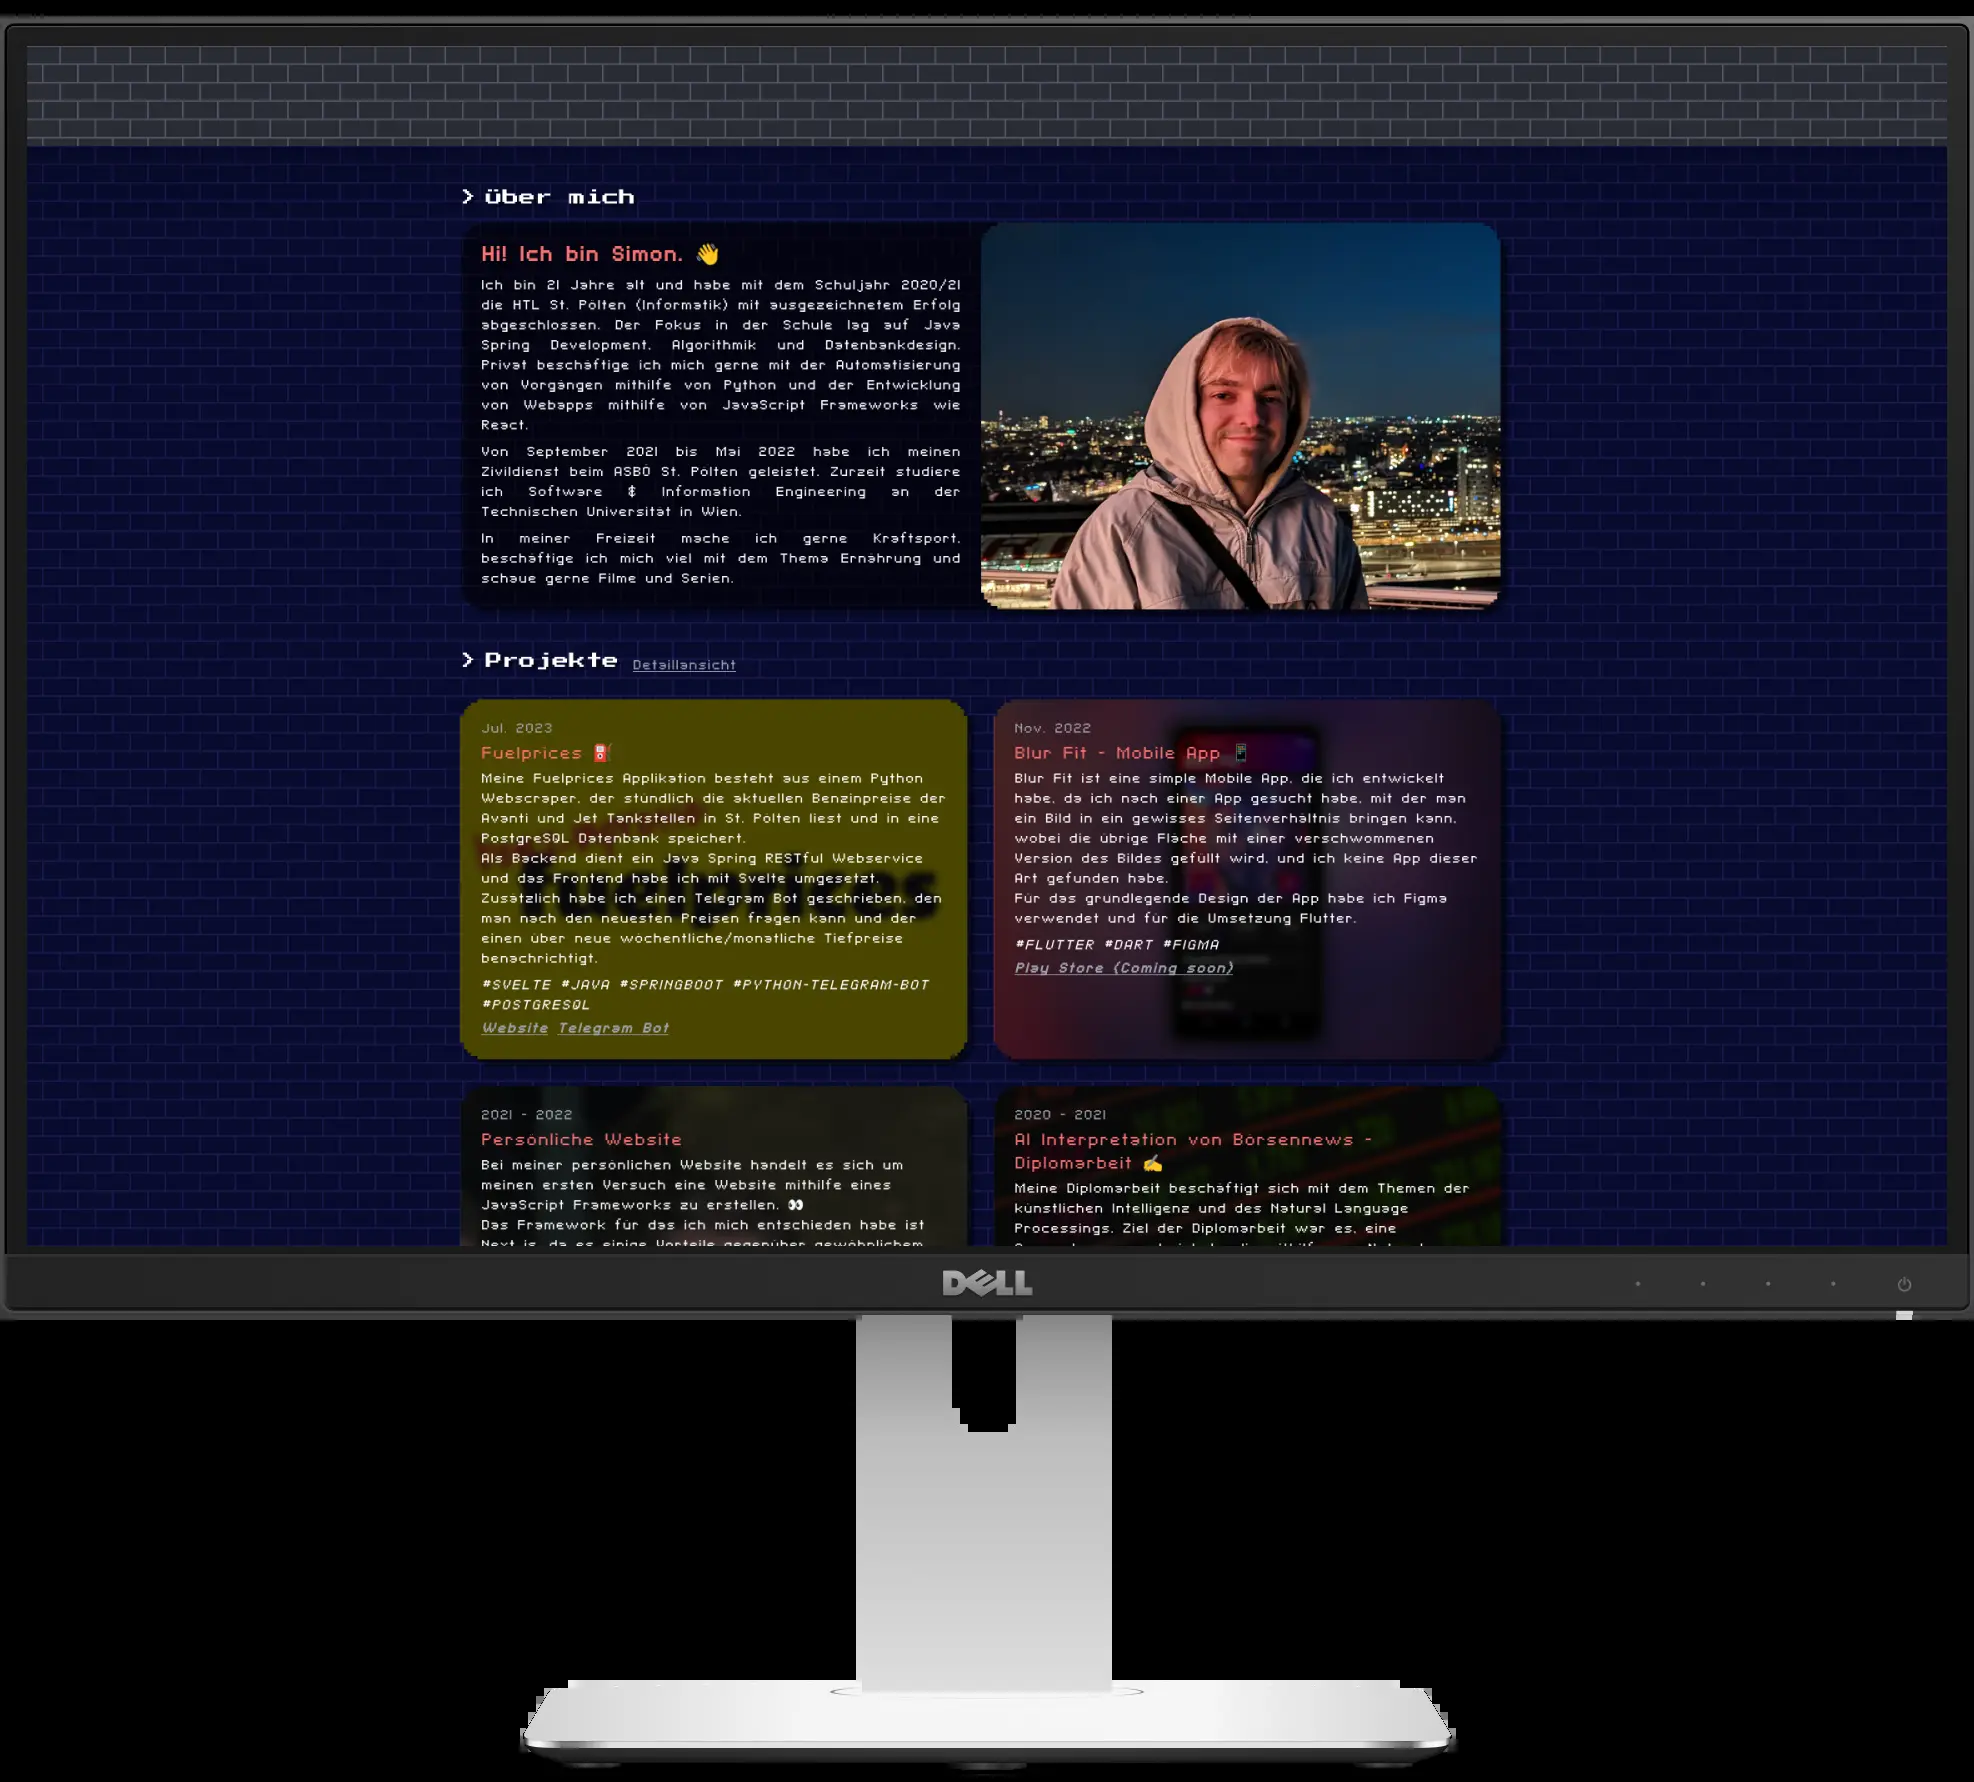 > über mich
Hi! Ich bin Simon. 👋
Ich bin 21 Jahre alt und habe mit dem Schuljahr 2020/21
die HTL St. Pölten (Informatik) mit ausgezeichnetem Erfolg
abgeschlossen. Der Fokus in der Schule lag auf Java
Spring Development, Algorithmik und Datenbankdesign.
Privat beschäftige ich mich gerne mit der Automatisierung
von Vorgängen mithilfe von Python und der Entwicklung
von Webapps mithilfe von JavaScript Frameworks wie
React.
Von September 2021 bis Mai 2022 habe ich meinen
Zivildienst beim ASBÖ St. Pölten geleistet. Zurzeit studiere
ich Software & Information Engineering an der
Technischen Universität in Wien.
In meiner Freizeit mache ich gerne Kraftsport,
beschäftige ich mich viel mit dem Thema Ernährung und
schaue gerne Filme und Serien.
> Projekte Detailansicht
Jul. 2023
Fuelprices ⛽
Meine Fuelprices Applikation besteht aus einem Python
Webscraper, der stündlich die aktuellen Benzinpreise der
Avanti und Jet Tankstellen in St. Pölten liest und in eine
PostgreSQL Datenbank speichert.
Als Backend dient ein Java Spring RESTful Webservice
und das Frontend habe ich mit Svelte umgesetzt.
Zusätzlich habe ich einen Telegram Bot geschrieben, den
man nach den neuesten Preisen fragen kann und der
einen über neue wöchentliche/monatliche Tiefpreise
benachrichtigt.
#SVELTE #JAVA #SPRINGBOOT #PYTHON-TELEGRAM-BOT
#POSTGRESQL
Website Telegram Bot
Nov. 2022
Blur Fit - Mobile App 📱
Blur Fit ist eine simple Mobile App, die ich entwickelt
habe, da ich nach einer App gesucht habe, mit der man
ein Bild in ein gewisses Seitenverhältnis bringen kann,
wobei die übrige Fläche mit einer verschwommenen
Version des Bildes gefüllt wird, und ich keine App dieser
Art gefunden habe.
Für das grundlegende Design der App habe ich Figma
verwendet und für die Umsetzung Flutter.
#FLUTTER #DART #FIGMA
Play Store (Coming soon)
2021 - 2022
Persönliche Website
Bei meiner persönlichen Website handelt es sich um
meinen ersten Versuch eine Website mithilfe eines
JavaScript Frameworks zu erstellen. 👀
Das Framework für das ich mich entschieden habe ist
Next.js, da es einige Vorteile gegenüber gewöhnlichem
2020 - 2021
AI Interpretation von Börsennews -
Diplomarbeit ✍
Meine Diplomarbeit beschäftigt sich mit dem Themen der
künstlichen Intelligenz und des Natural Language
Processings. Ziel der Diplomarbeit war es, eine
DELL